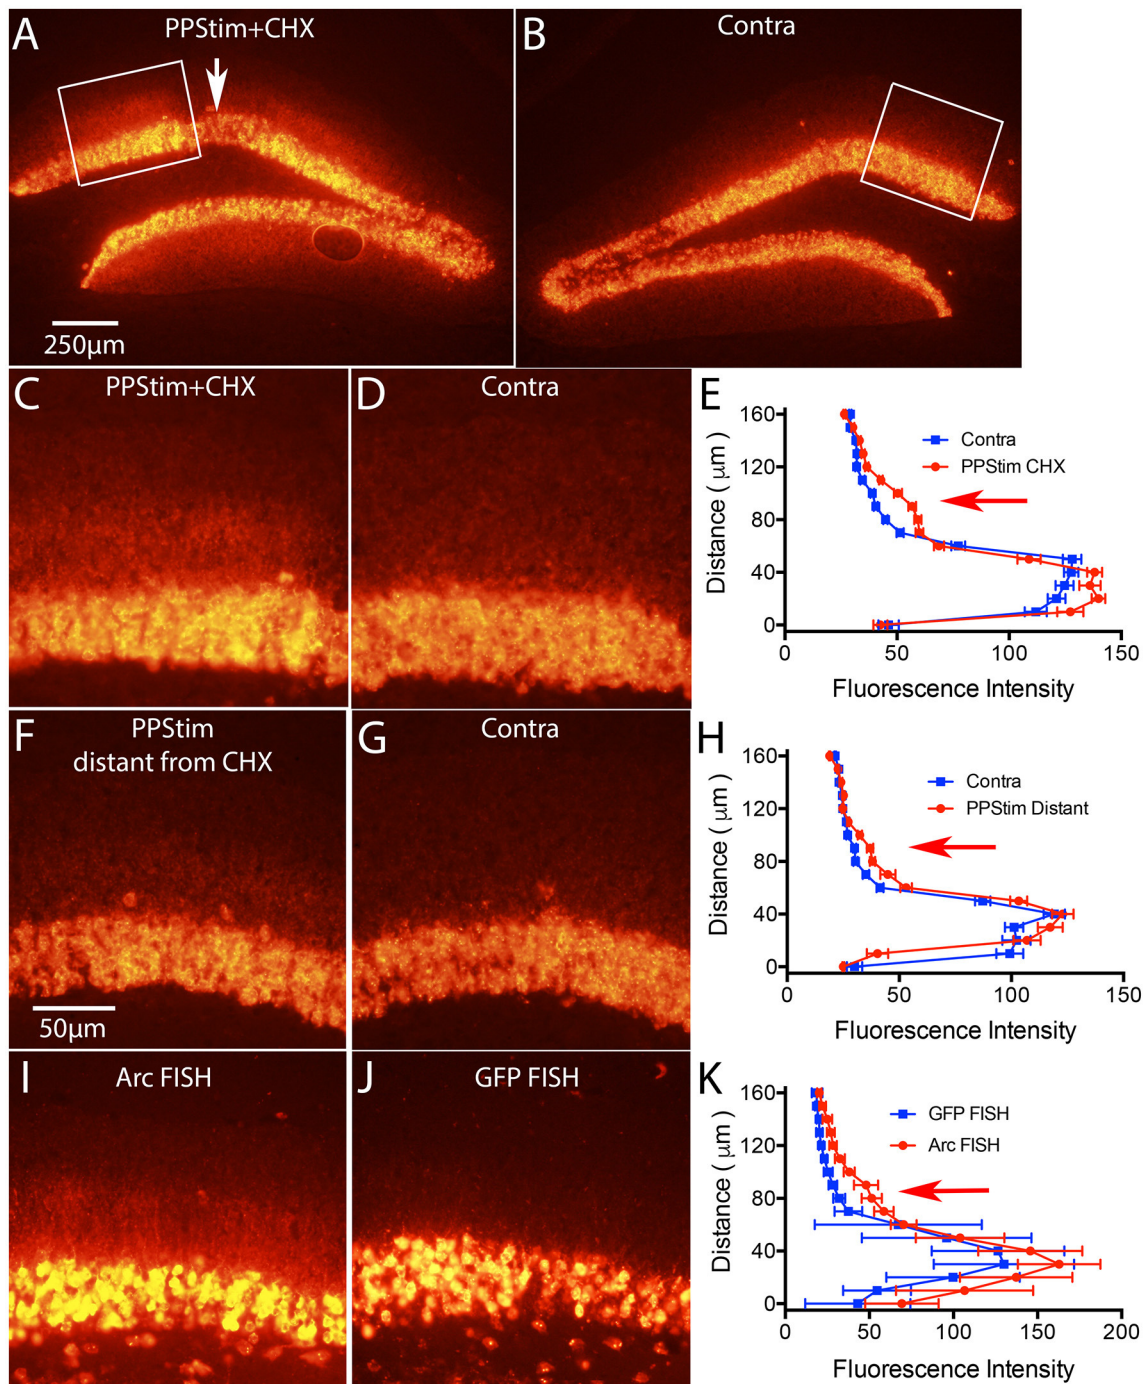 A
PPStim+CHX
B
Contra
250μm
C
PPStim+CHX
D
Contra
E
160
120
80
40
0
Distance ( μm )
Contra
PPStim CHX
0
50
100
150
Fluorescence Intensity
F
PPStim
distant from CHX
50μm
G
Contra
H
160
120
80
40
0
Distance ( μm )
Contra
PPStim Distant
0
50
100
150
Fluorescence Intensity
I
Arc FISH
J
GFP FISH
K
160
120
80
40
0
Distance ( μm )
GFP FISH
Arc FISH
0
50
100
150
200
Fluorescence Intensity